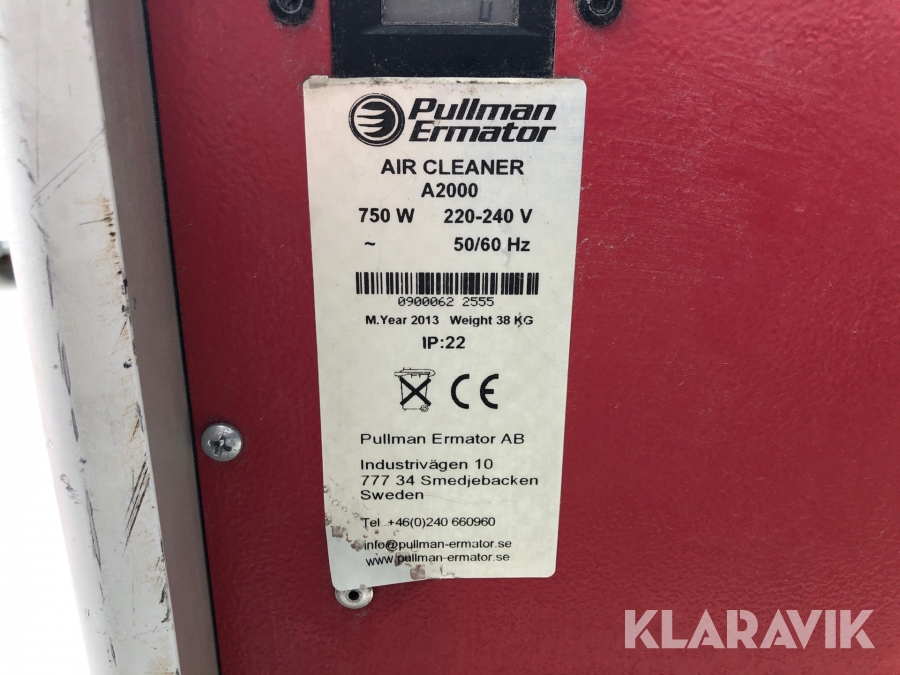 Pullman
Ermator
AIR CLEANER
A2000
750 W 220-240 V
~ 50/60 Hz
0900062 2555
M.Year 2013 Weight 38 KG
IP:22
CE
Pullman Ermator AB
Industrivägen 10
777 34 Smedjebacken
Sweden
Tel +46(0)240 660960
info@pullman-ermator.se
www.pullman-ermator.se
KLARAVIK